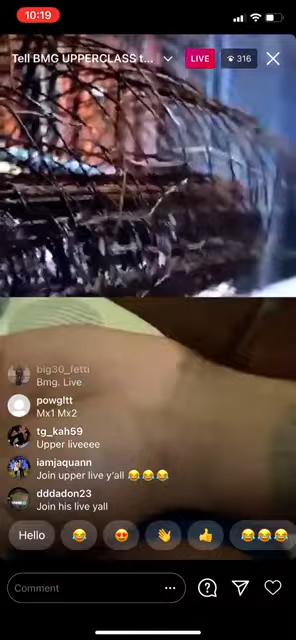 10:19
Tell BMG UPPERCLASS t...
LIVE
316
big30_fetti
Bmg. Live
powgltt
Mx1 Mx2
tg_kah59
Upper liveeee
iamjaquann
Join upper live y'all 😂😂😂
dddadon23
Join his live yall
Hello 😂 😍 👋 👍 😂😂😂
Comment ...